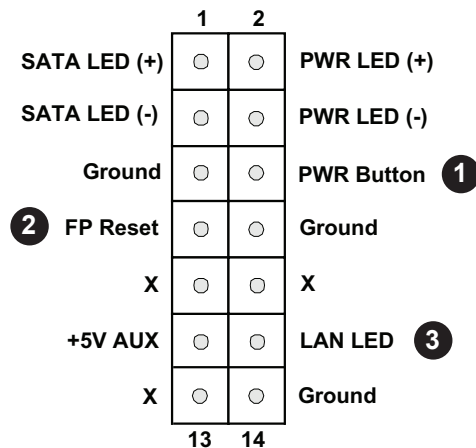 1 2
SATA LED (+) PWR LED (+)
SATA LED (-) PWR LED (-)
Ground PWR Button 1
2 FP Reset Ground
X X
+5V AUX LAN LED 3
X Ground
13 14